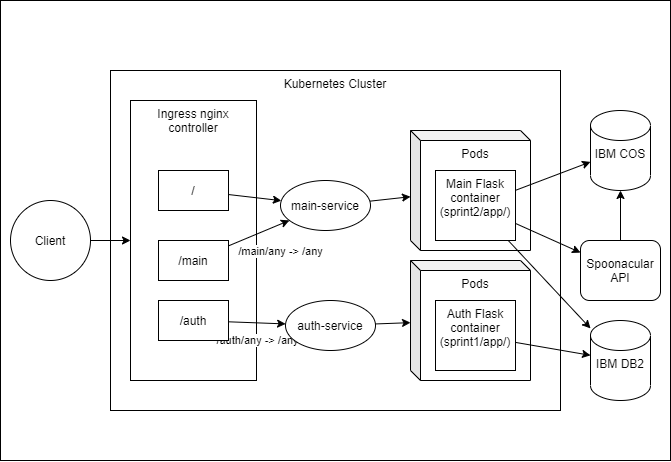 Kubernetes Cluster
Ingress nginx
controller
/
/main
/main/any -> /any
/auth
/auth/any -> /any
Client
main-service
auth-service
Pods
Main Flask
container
(sprint2/app/)
Pods
Auth Flask
container
(sprint1/app/)
IBM COS
Spoonacular
API
IBM DB2